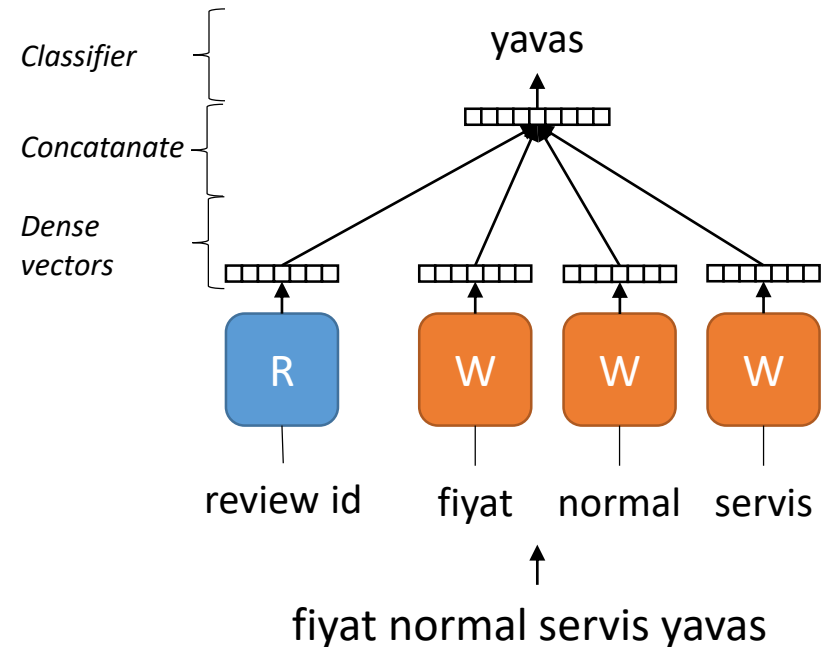 yavas
Classifier
Concatanate
Dense
vectors
R W W W
review id fiyat normal servis
fiyat normal servis yavas